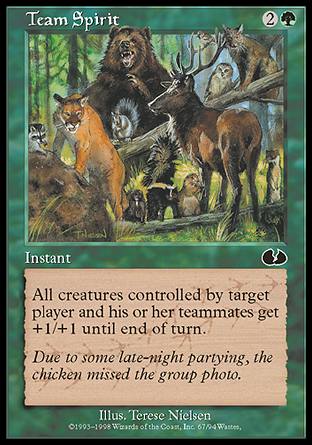 Team Spirit 2
T.NIELSEN
Instant
All creatures controlled by target
player and his or her teammates get
+1/+1 until end of turn.
Due to some late-night partying, the
chicken missed the group photo.
Illus. Terese Nielsen
©1993–1998 Wizards of the Coast, Inc. 67/94 Wastes,